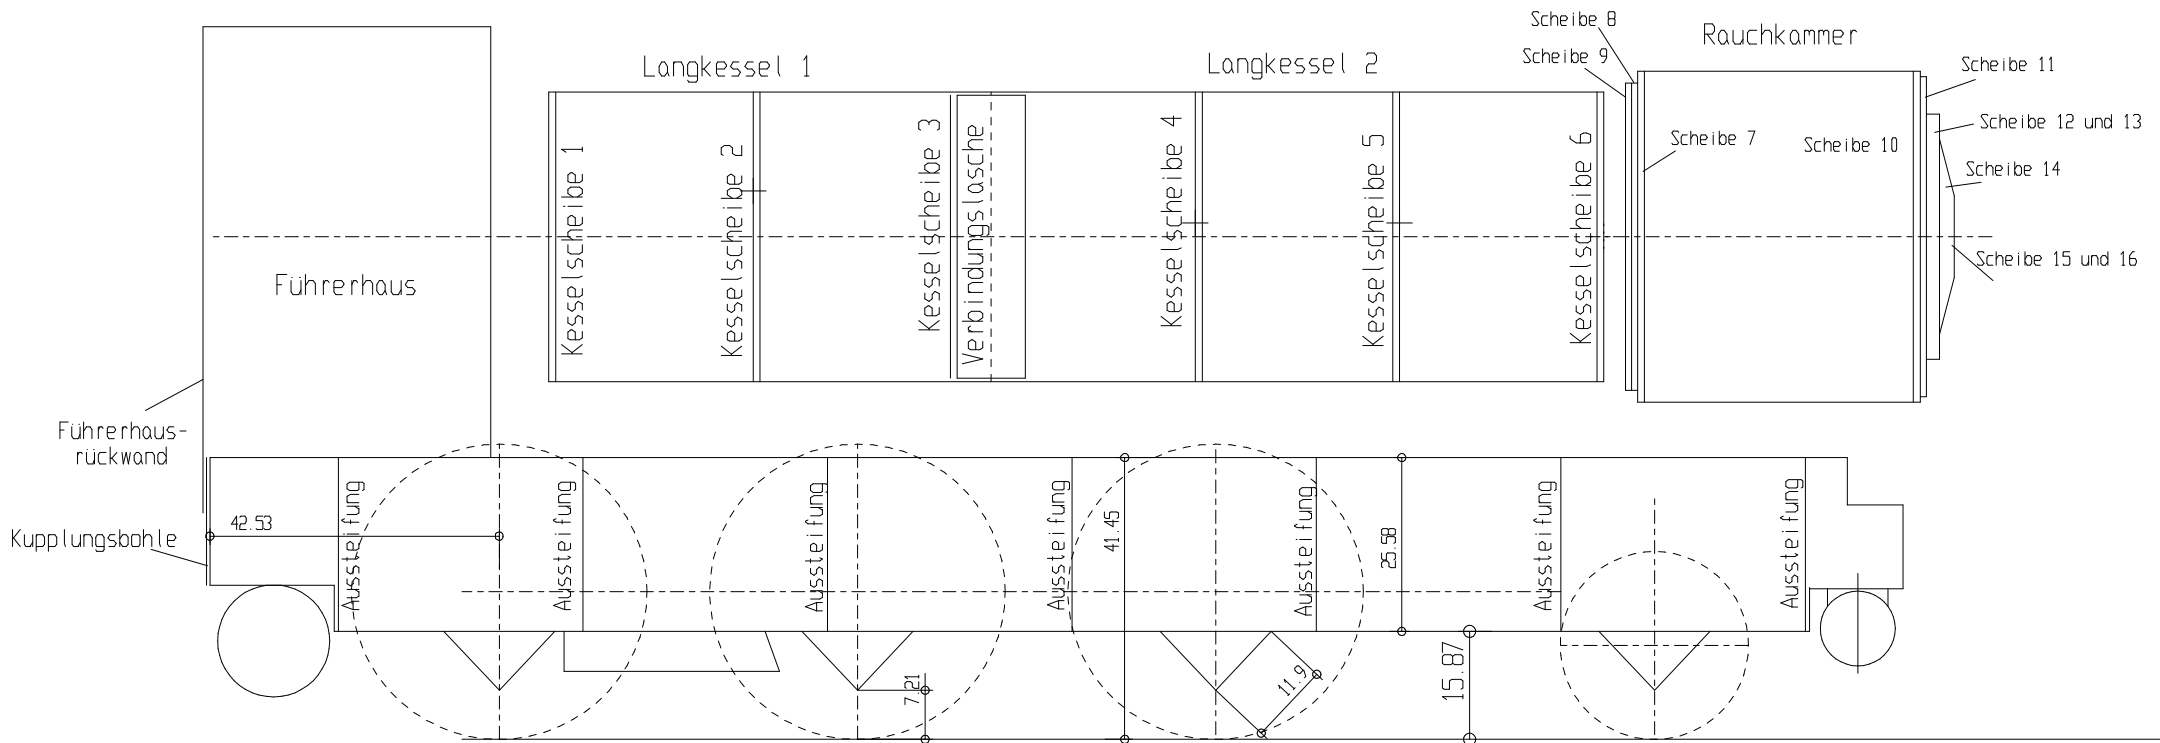 Scheibe 8
Rauchkammer
Scheibe 9
Langkessel 1
Langkessel 2
Scheibe 11
Scheibe 12 und 13
Scheibe 7
Scheibe 10
Scheibe 14
Scheibe 15 und 16
Kesselscheibe 1
Kesselscheibe 2
Kesselscheibe 3
Verbindungslasche
Kesselscheibe 4
Kesselscheibe 5
Kesselscheibe 6
Führerhaus
Führerhaus-
rückwand
Kupplungsbohle
42.53
Aussteifung
Aussteifung
Aussteifung
Aussteifung
41.45
Aussteifung
25.58
Aussteifung
Aussteifung
7.21
11.9
15.87